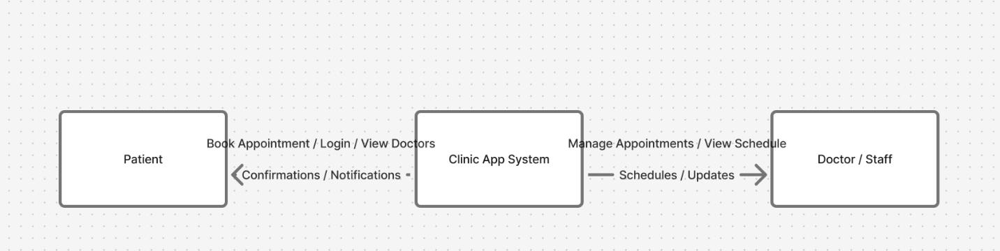 Book Appointment / Login / View Doctors
Manage Appointments / View Schedule
Patient
Clinic App System
Doctor / Staff
Confirmations / Notifications
Schedules / Updates